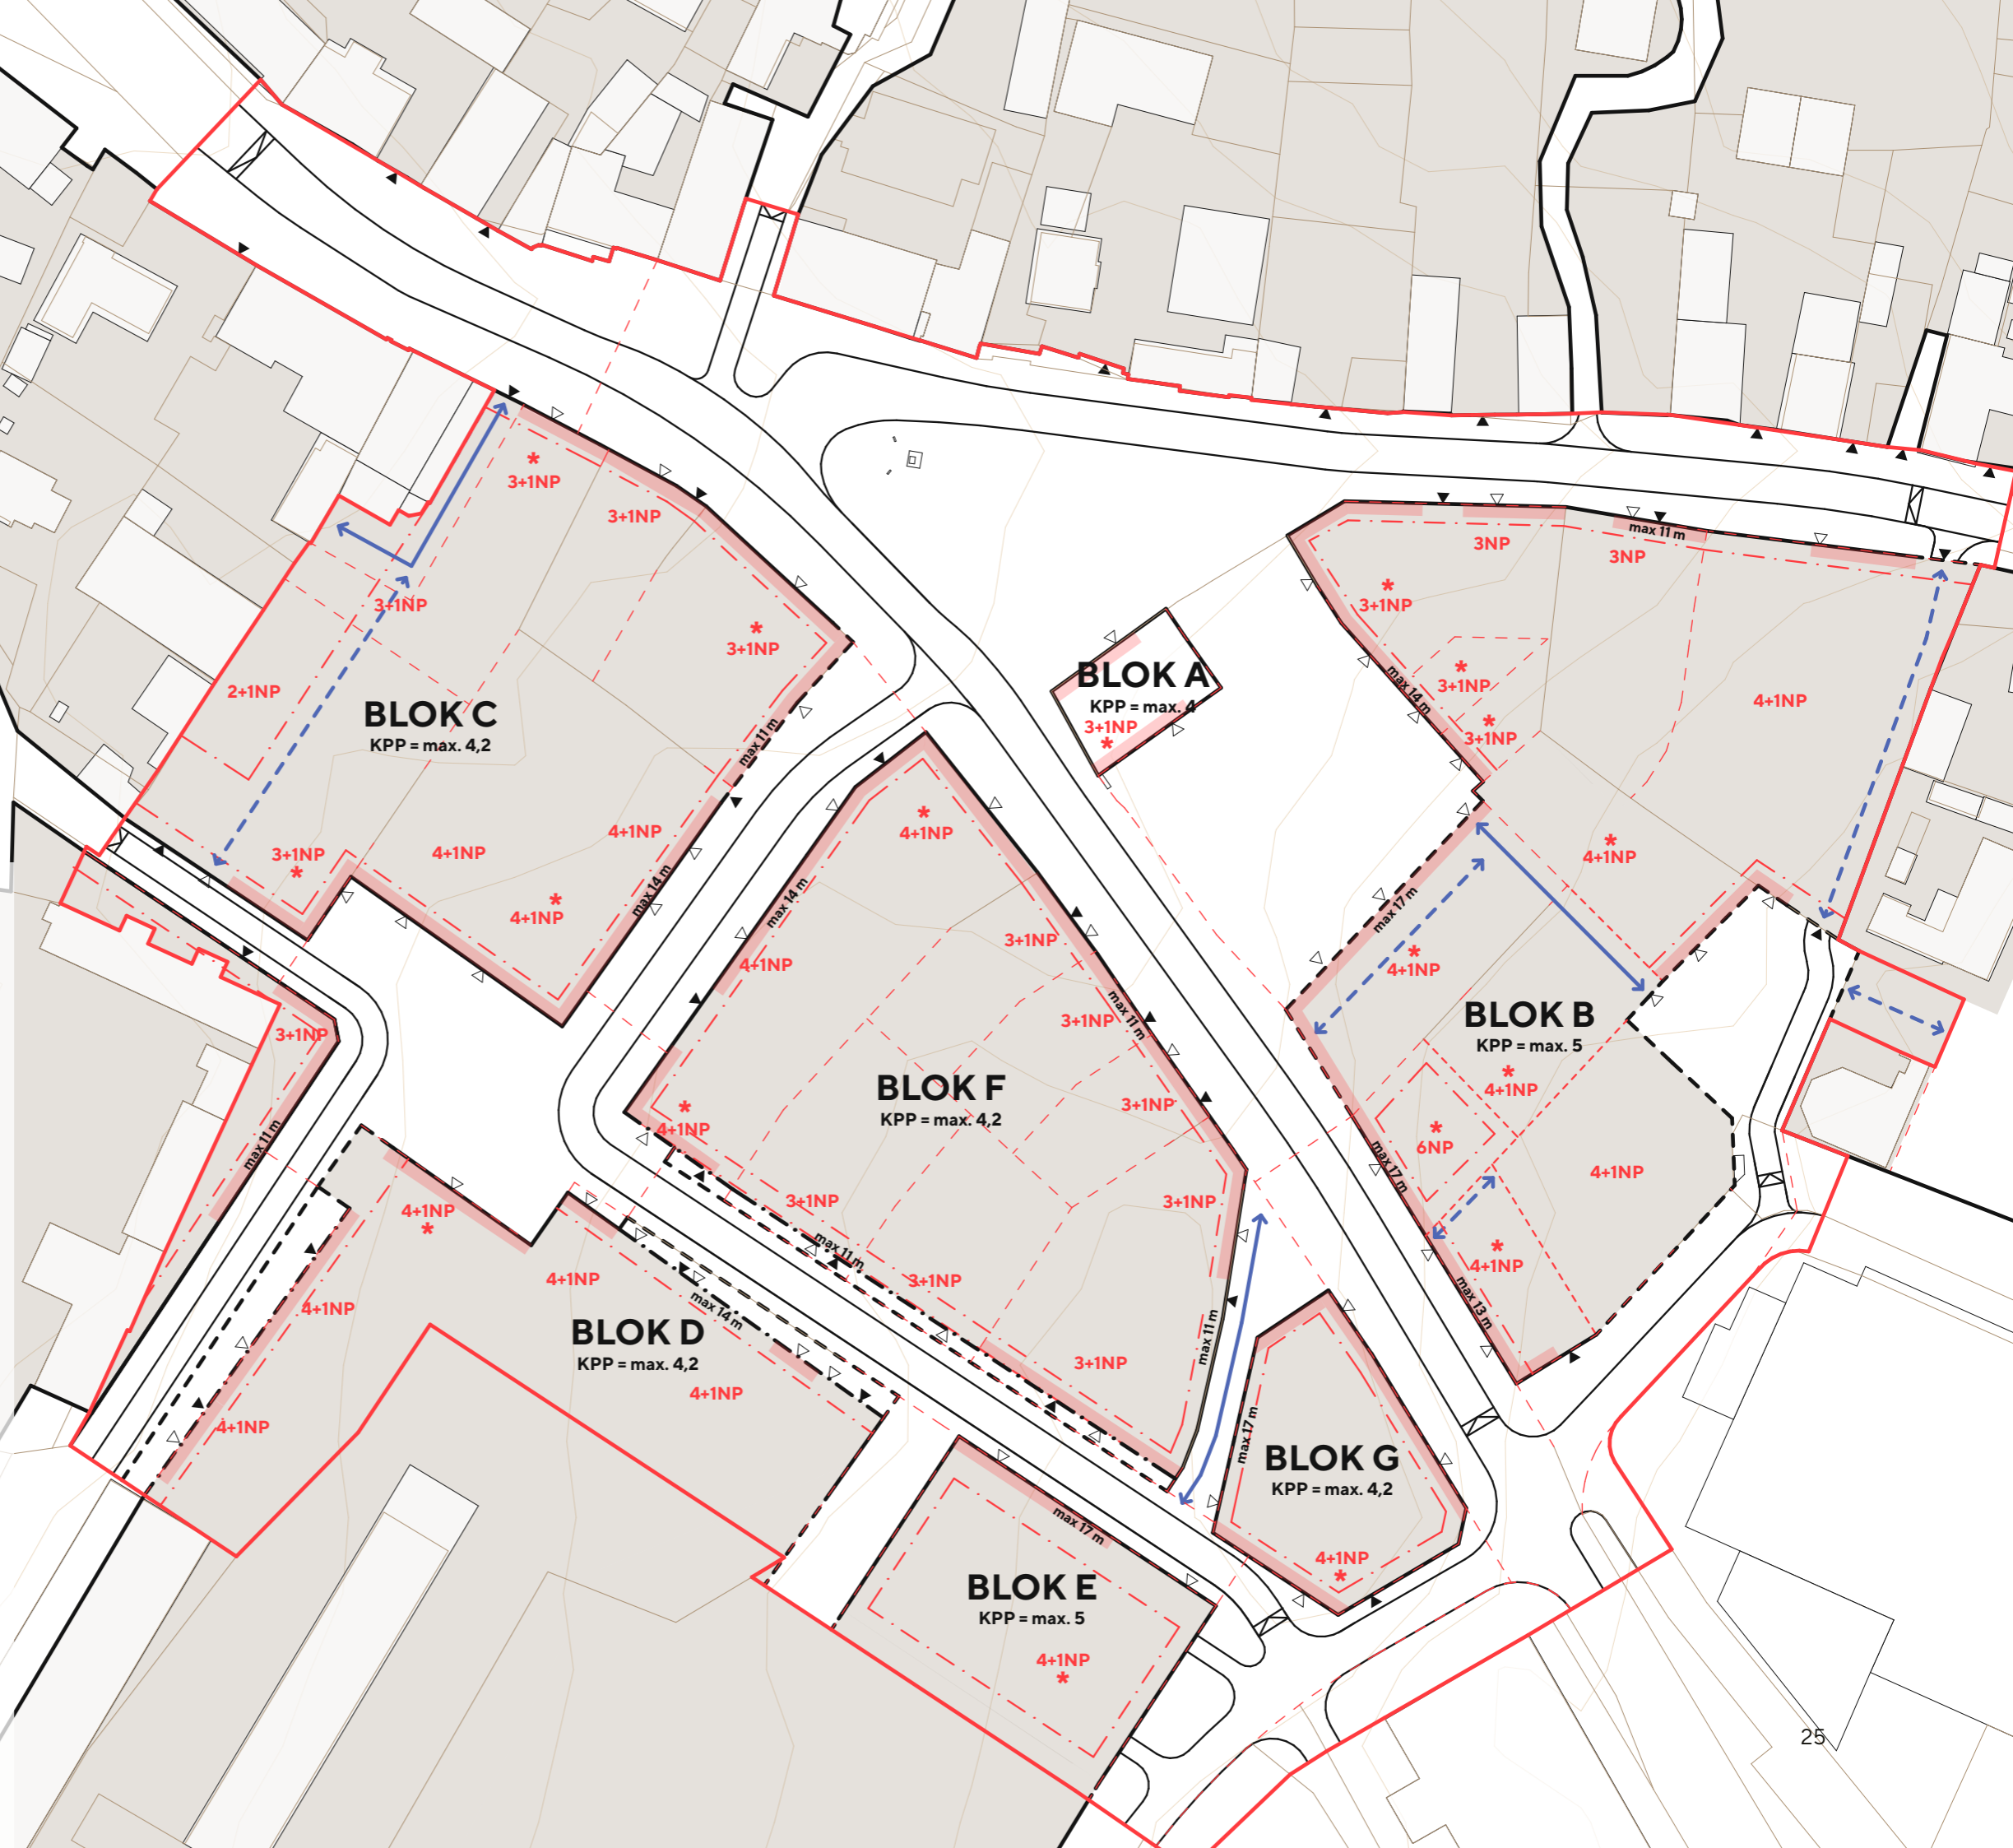 *
3+1NP
3+1NP
3NP
max 11 m
3NP
*
3+1NP
3+1NP
*
3+1NP
2+1NP
BLOK C
KPP = max. 4,2
max 11 m
BLOK A
KPP = max. 4
3+1NP
*
max 14 m
*
3+1NP
*
3+1NP
4+1NP
*
4+1NP
3+1NP
*
4+1NP
4+1NP
*
4+1NP
max 14 m
*
4+1NP
max 14 m
4+1NP
3+1NP
3+1NP
max 11 m
3+1NP
max 17 m
*
4+1NP
BLOK B
KPP = max. 5
*
4+1NP
*
6NP
max 17 m
4+1NP
*
4+1NP
max 13 m
3+1NP
max 11 m
BLOK F
KPP = max. 4,2
*
4+1NP
3+1NP
max 11 m
3+1NP
3+1NP
3+1NP
max 11 m
4+1NP
*
4+1NP
4+1NP
4+1NP
max 14 m
BLOK D
KPP = max. 4,2
4+1NP
max 17 m
BLOK G
KPP = max. 4,2
4+1NP
*
max 17 m
BLOK E
KPP = max. 5
4+1NP
*
25